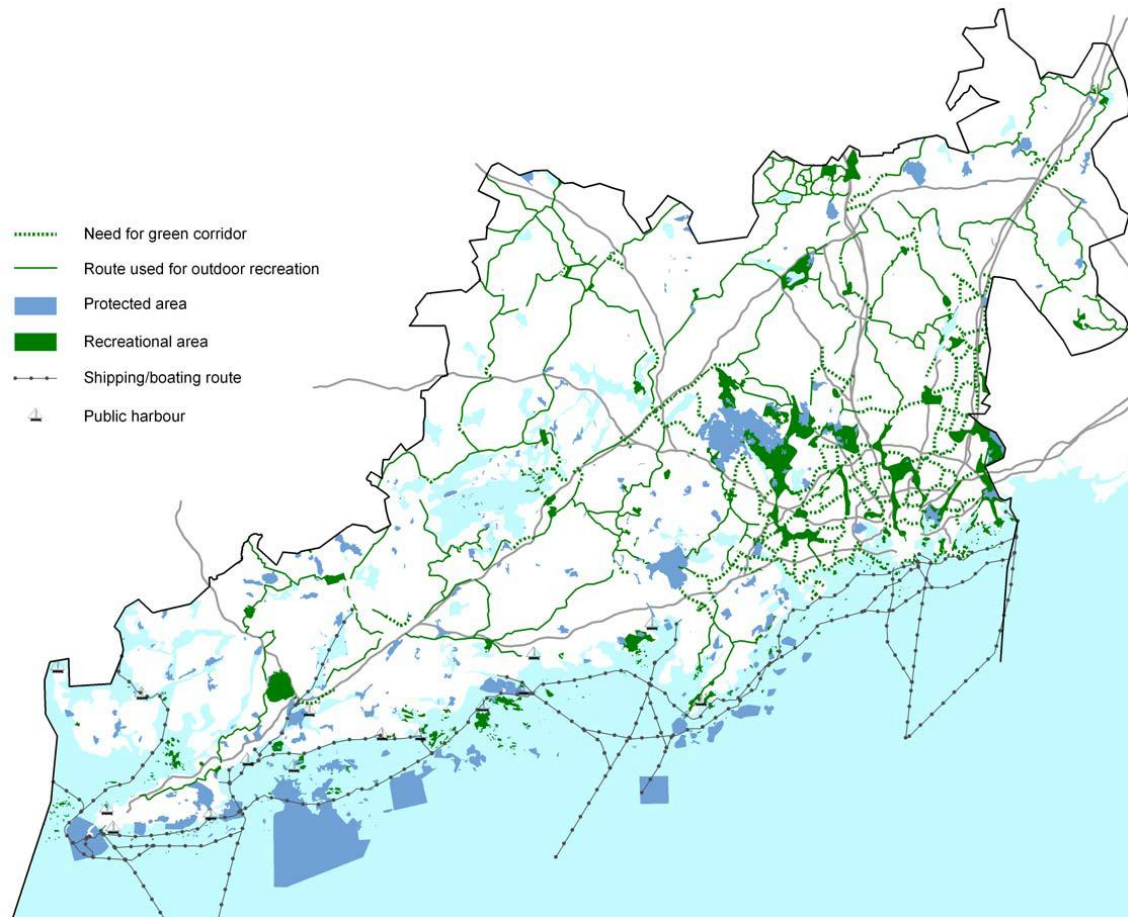 Need for green corridor
Route used for outdoor recreation
Protected area
Recreational area
Shipping/boating route
Public harbour